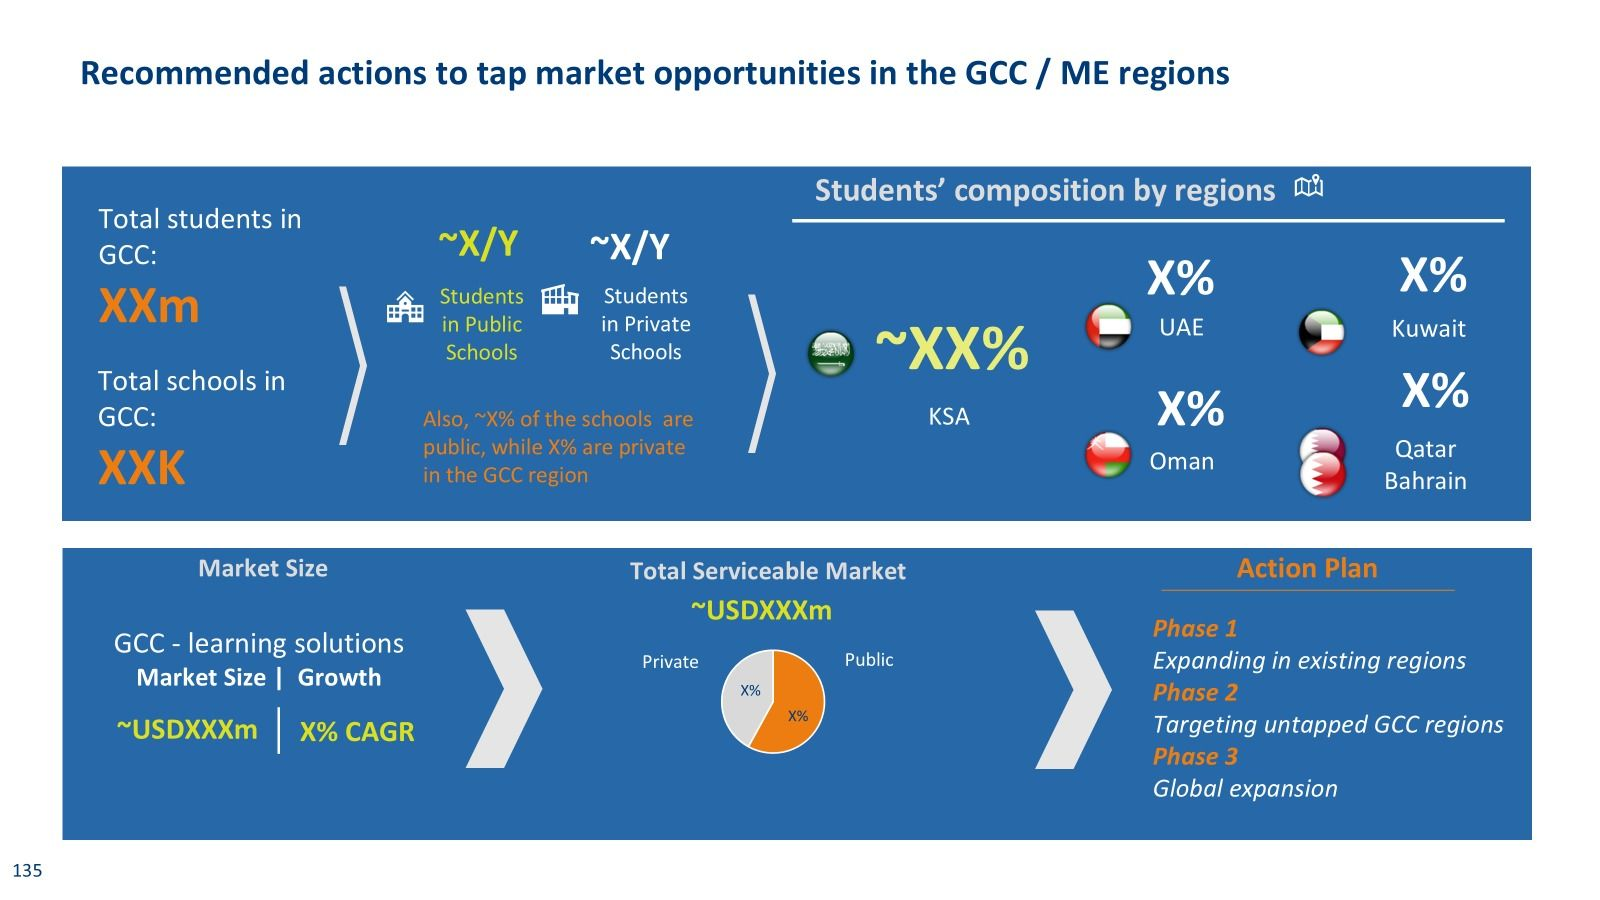 Recommended actions to tap market opportunities in the GCC / ME regions
Total students in
GCC:
XXm
Total schools in
GCC:
XXK
~X/Y
Students
in Public
Schools
~X/Y
Students
in Private
Schools
Also, ~X% of the schools are
public, while X% are private
in the GCC region
Students’ composition by regions
~XX%
KSA
X%
UAE
X%
Kuwait
X%
Oman
X%
Qatar
Bahrain
Market Size
GCC - learning solutions
Market Size | Growth
~USDXXXm
X% CAGR
Total Serviceable Market
~USDXXXm
Private
Public
X%
X%
Action Plan
Phase 1
Expanding in existing regions
Phase 2
Targeting untapped GCC regions
Phase 3
Global expansion
135